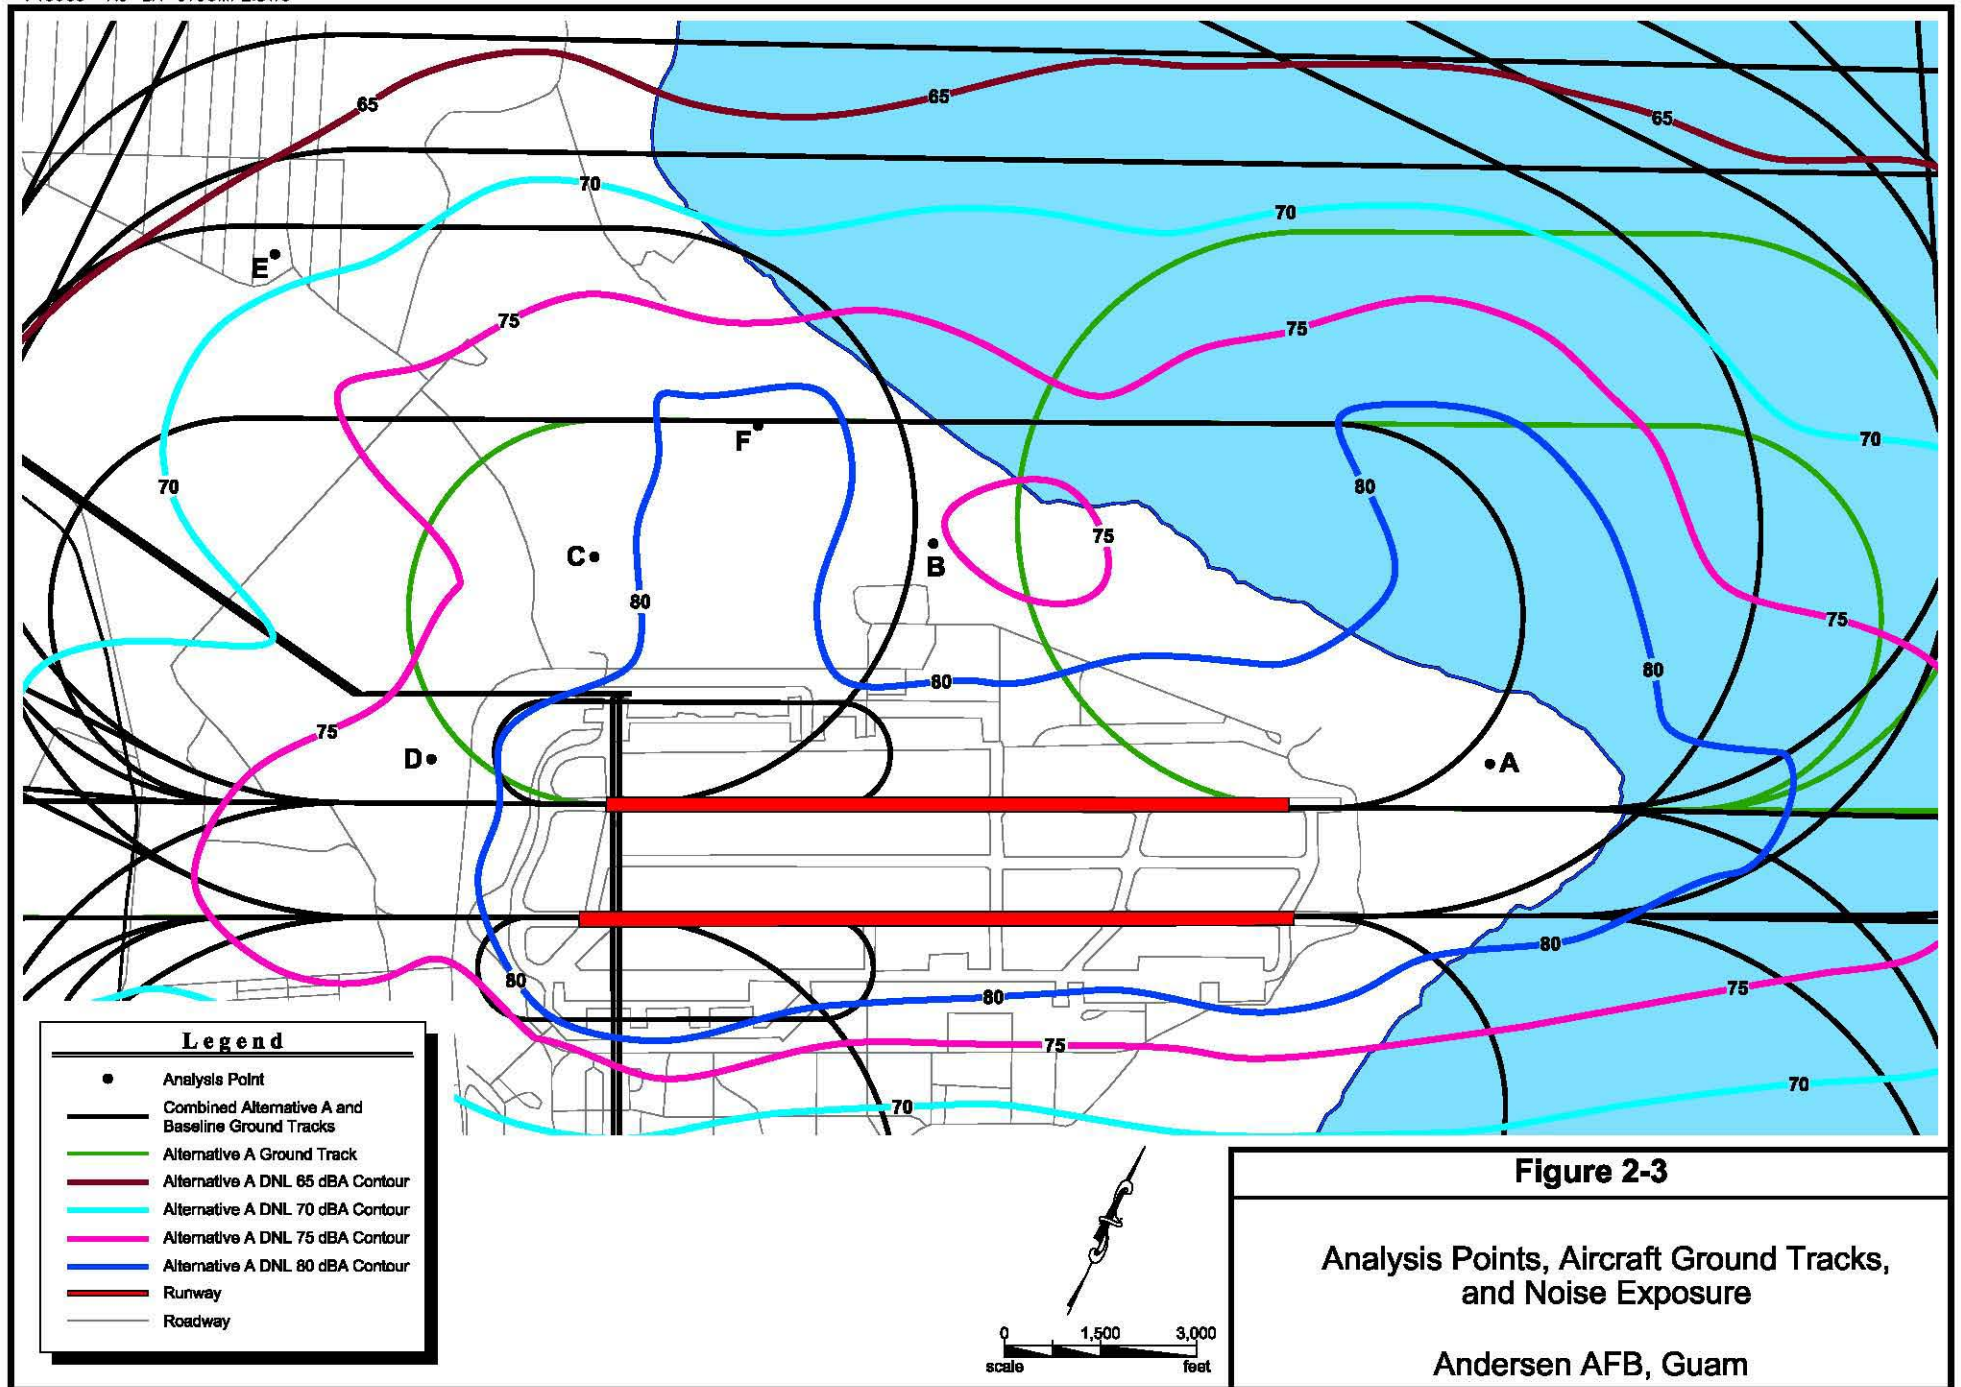 65
65
65
70
70
E
75
75
F
70
70
80
C
B
75
80
75
80
80
75
D
A
80
80
80
75
75
70
70
Legend
Analysis Point
Combined Alternative A and
Baseline Ground Tracks
Alternative A Ground Track
Alternative A DNL 65 dBA Contour
Alternative A DNL 70 dBA Contour
Alternative A DNL 75 dBA Contour
Alternative A DNL 80 dBA Contour
Runway
Roadway
0 1,500 3,000
scale feet
Figure 2-3
Analysis Points, Aircraft Ground Tracks,
and Noise Exposure
Andersen AFB, Guam